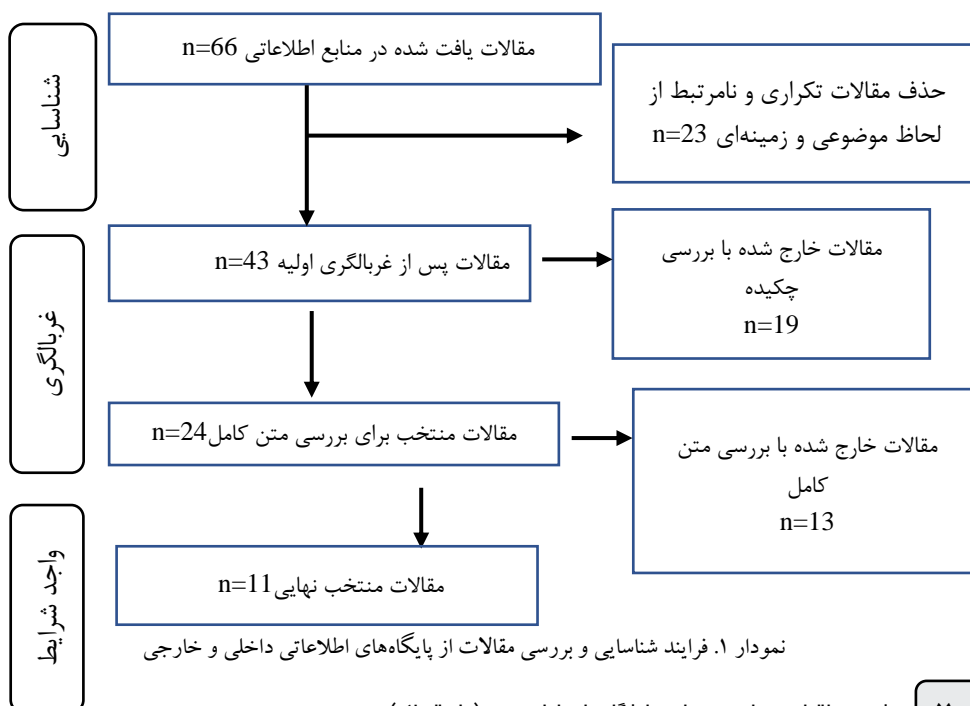 مقالات یافت شده در منابع اطلاعاتی n=66
شناسایی
حذف مقالات تکراری و نامرتبط از
لحاظ موضوعی و زمینه‌ای n=23
مقالات پس از غربالگری اولیه n=43
مقالات خارج شده با بررسی
چکیده
n=19
غربالگری
مقالات منتخب برای بررسی متن کامل n=24
مقالات خارج شده با بررسی متن
کامل
n=13
واجد شرایط
مقالات منتخب نهایی n=11
نمودار ۱. فرایند شناسایی و بررسی مقالات از پایگاه‌های اطلاعاتی داخلی و خارجی